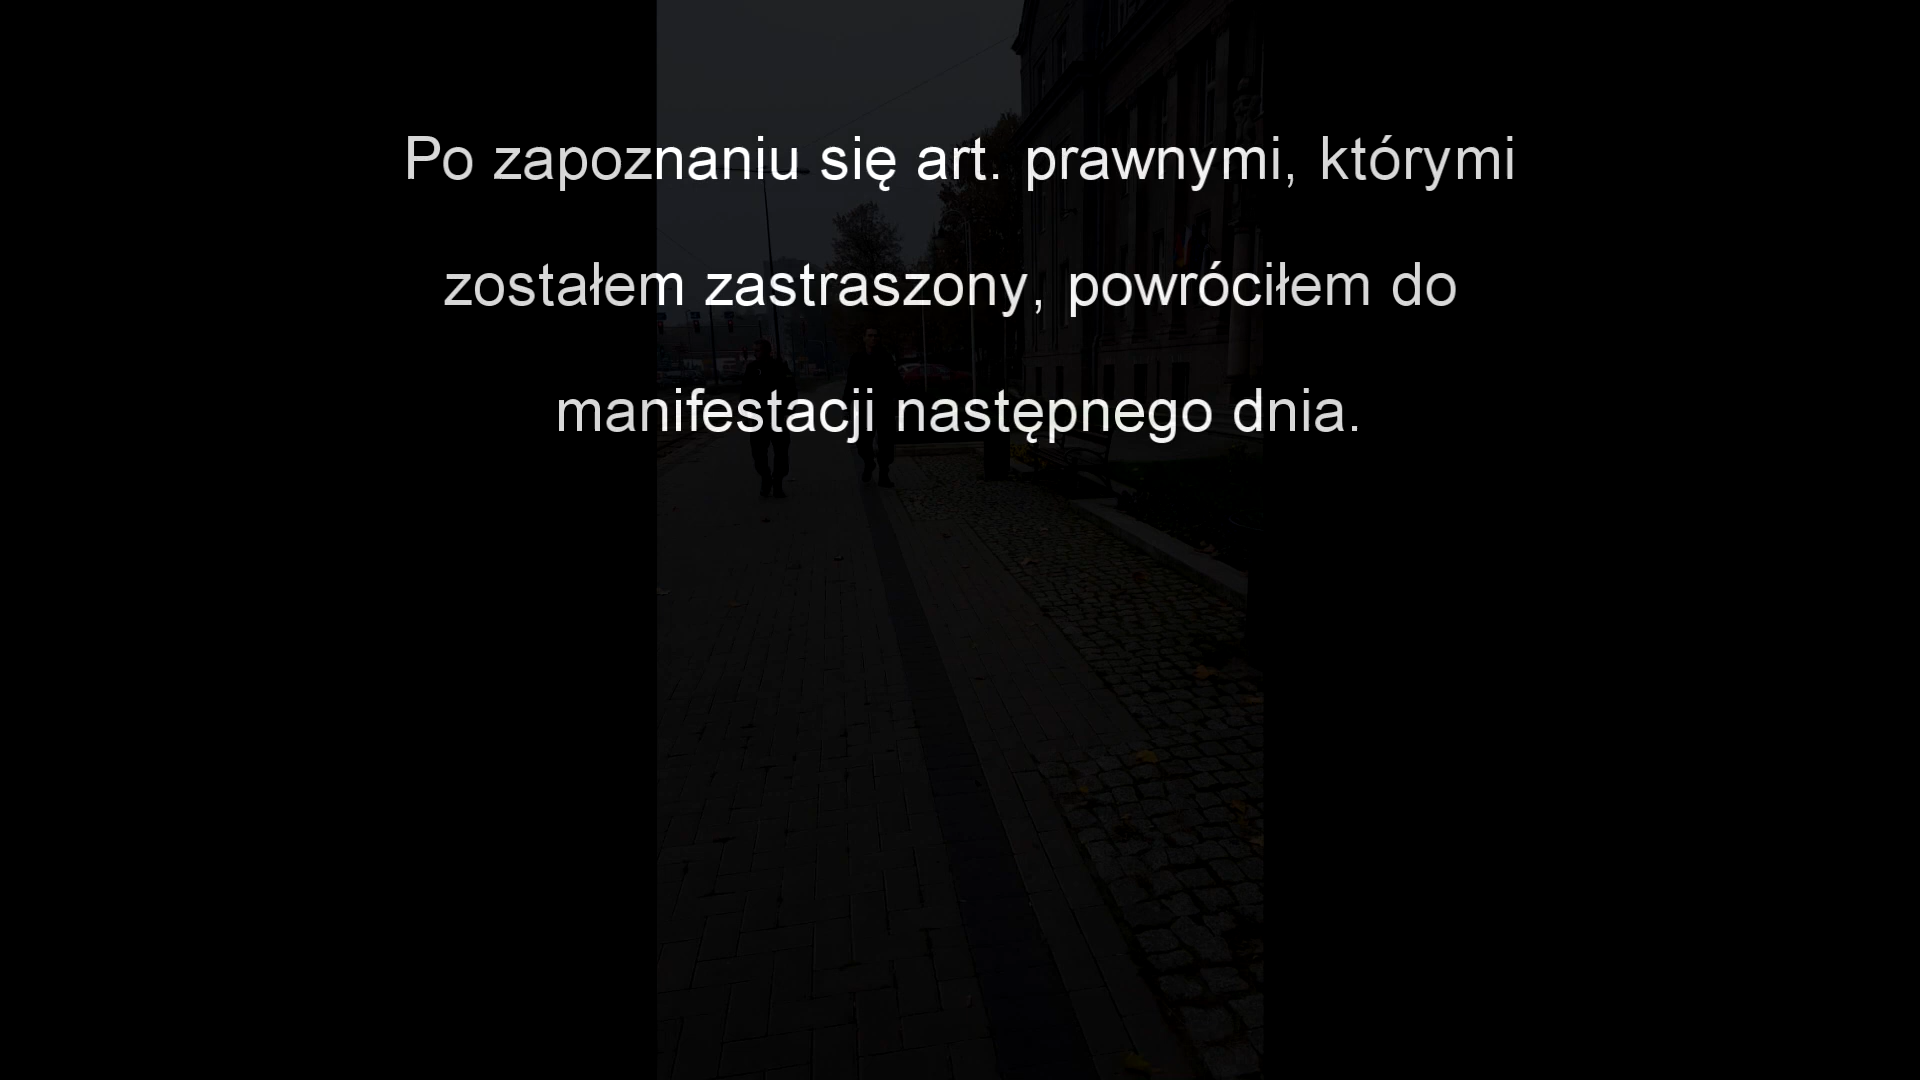 Po zapoznaniu się art. prawnymi, którymi
zostałem zastraszony, powróciłem do
manifestacji następnego dnia.